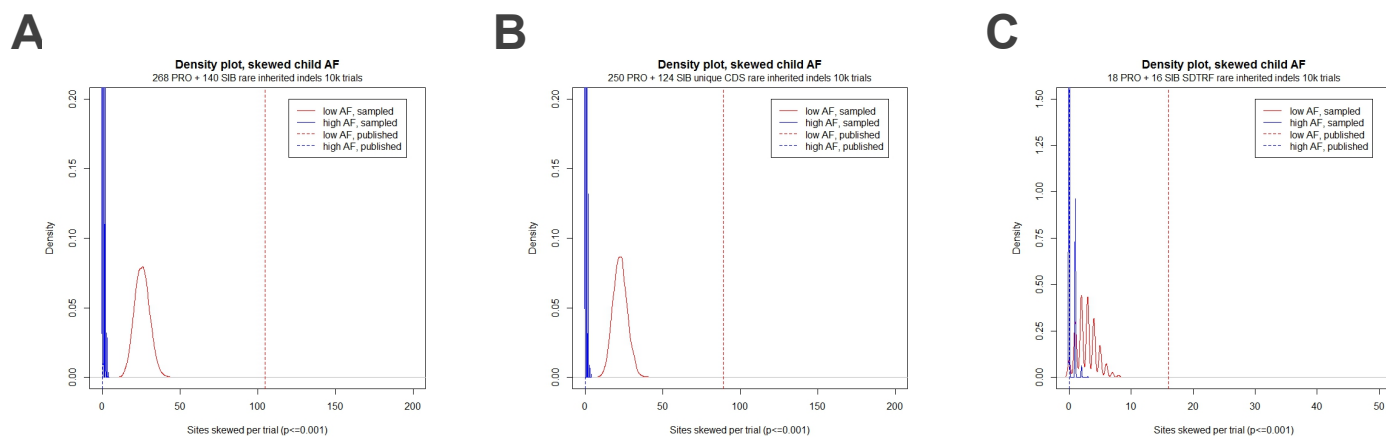 A
Density plot, skewed child AF
268 PRO + 140 SIB rare inherited indels 10k trials
low AF, sampled
high AF, sampled
low AF, published
high AF, published
0.20
0.15
0.10
0.05
0.00
Density
0
50
100
150
200
Sites skewed per trial (p<=0.001)
B
Density plot, skewed child AF
250 PRO + 124 SIB unique CDS rare inherited indels 10k trials
low AF, sampled
high AF, sampled
low AF, published
high AF, published
0.20
0.15
0.10
0.05
0.00
Density
0
50
100
150
200
Sites skewed per trial (p<=0.001)
C
Density plot, skewed child AF
18 PRO + 16 SIB SDTRF rare inherited indels 10k trials
low AF, sampled
high AF, sampled
low AF, published
high AF, published
1.50
1.25
1.00
0.75
0.50
0.25
0.00
Density
0
10
20
30
40
50
Sites skewed per trial (p<=0.001)